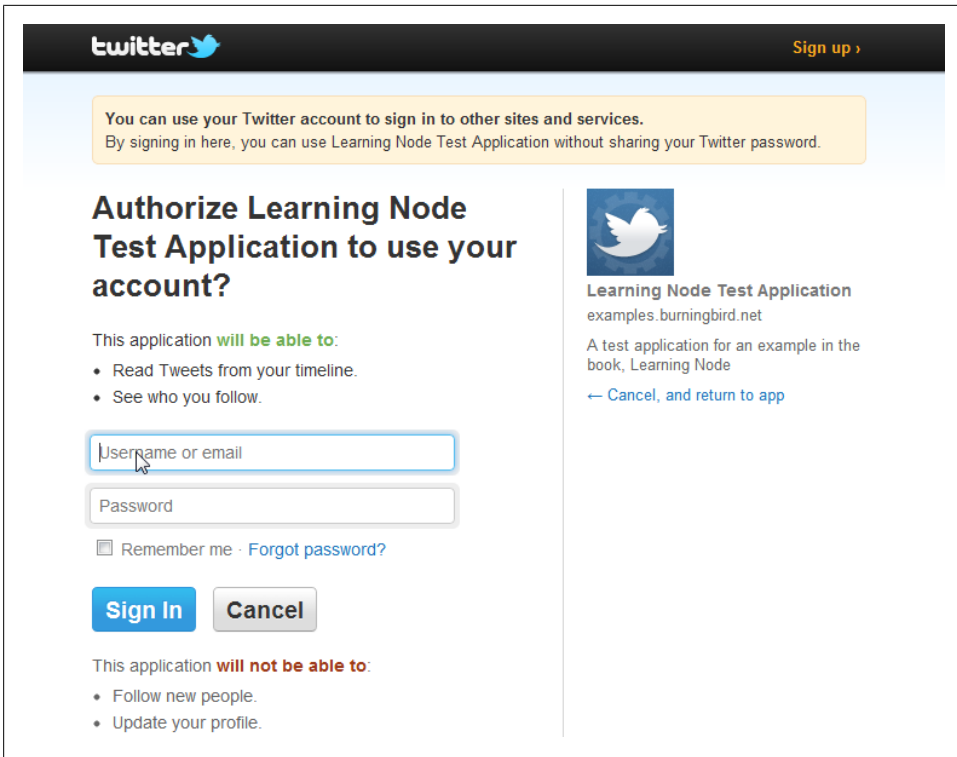 twitter
Sign up ›
You can use your Twitter account to sign in to other sites and services.
By signing in here, you can use Learning Node Test Application without sharing your Twitter password.
Authorize Learning Node
Test Application to use your
account?
This application will be able to:
• Read Tweets from your timeline.
• See who you follow.
Username or email
Password
Remember me · Forgot password?
Sign In
Cancel
This application will not be able to:
• Follow new people.
• Update your profile.
Learning Node Test Application
examples.burningbird.net
A test application for an example in the
book, Learning Node
← Cancel, and return to app